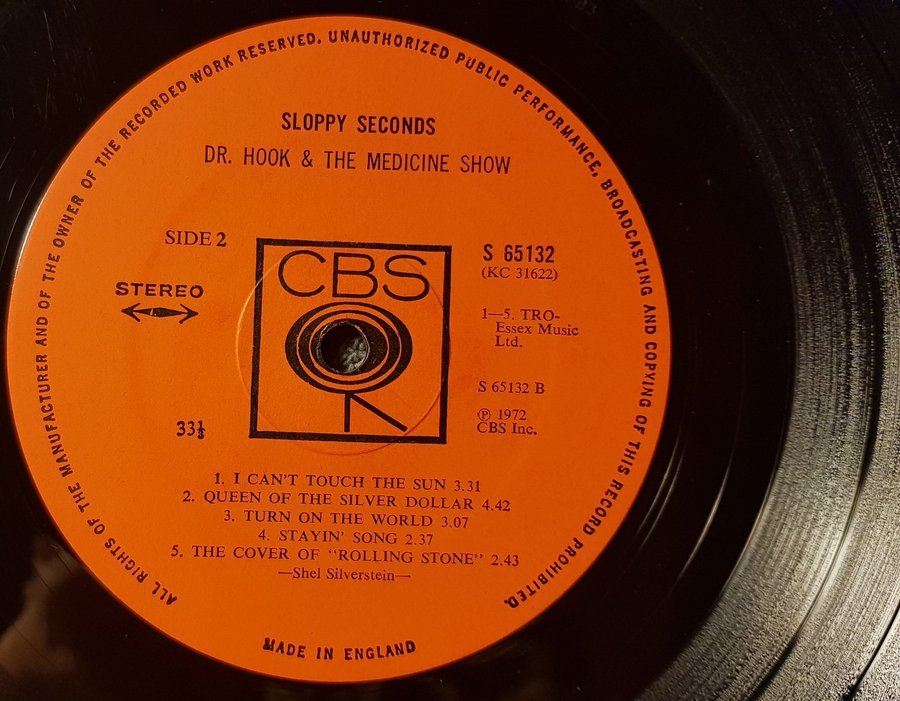 ALL RIGHTS OF THE MANUFACTURER AND OF THE OWNER OF THE RECORDED WORK RESERVED. UNAUTHORIZED PUBLIC PERFORMANCE, BROADCASTING AND COPYING OF THIS RECORD PROHIBITED.
SLOPPY SECONDS
DR. HOOK & THE MEDICINE SHOW
SIDE 2
STEREO
33⅓
CBS
S 65132
(KC 31622)
1—5. TRO-
Essex Music
Ltd.
S 65132 B
℗ 1972
CBS Inc.
1. I CAN'T TOUCH THE SUN 3.31
2. QUEEN OF THE SILVER DOLLAR 4.42
3. TURN ON THE WORLD 3.07
4. STAYIN' SONG 2.37
5. THE COVER OF "ROLLING STONE" 2.43
—Shel Silverstein—
MADE IN ENGLAND